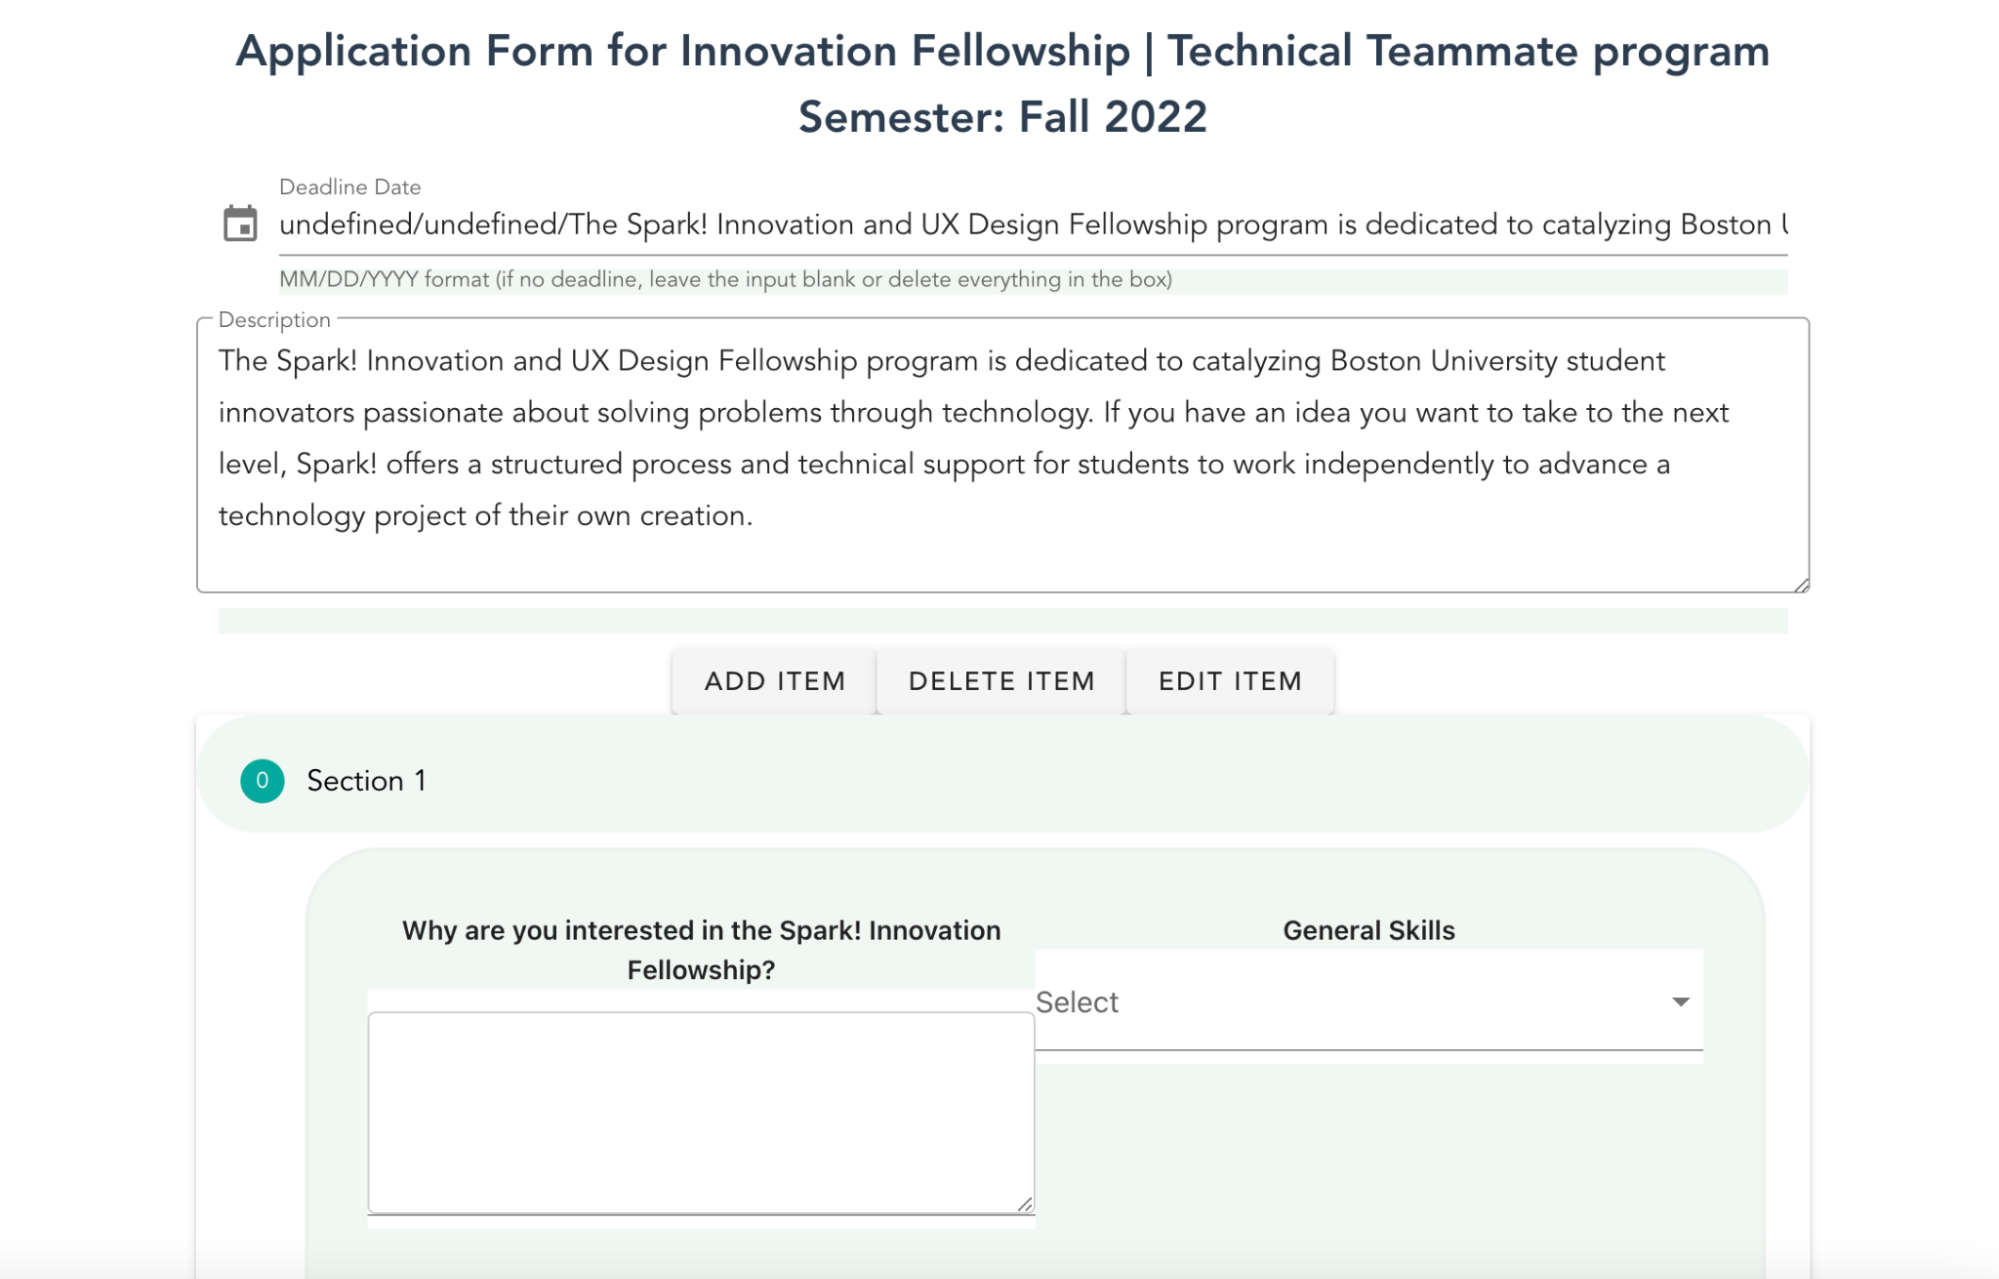 Application Form for Innovation Fellowship | Technical Teammate program
Semester: Fall 2022
Deadline Date
undefined/undefined/The Spark! Innovation and UX Design Fellowship program is dedicated to catalyzing Boston
MM/DD/YYYY format (if no deadline, leave the input blank or delete everything in the box)
Description
The Spark! Innovation and UX Design Fellowship program is dedicated to catalyzing Boston University student
innovators passionate about solving problems through technology. If you have an idea you want to take to the next
level, Spark! offers a structured process and technical support for students to work independently to advance a
technology project of their own creation.
ADD ITEM DELETE ITEM EDIT ITEM
0 Section 1
Why are you interested in the Spark! Innovation
Fellowship?
General Skills
Select